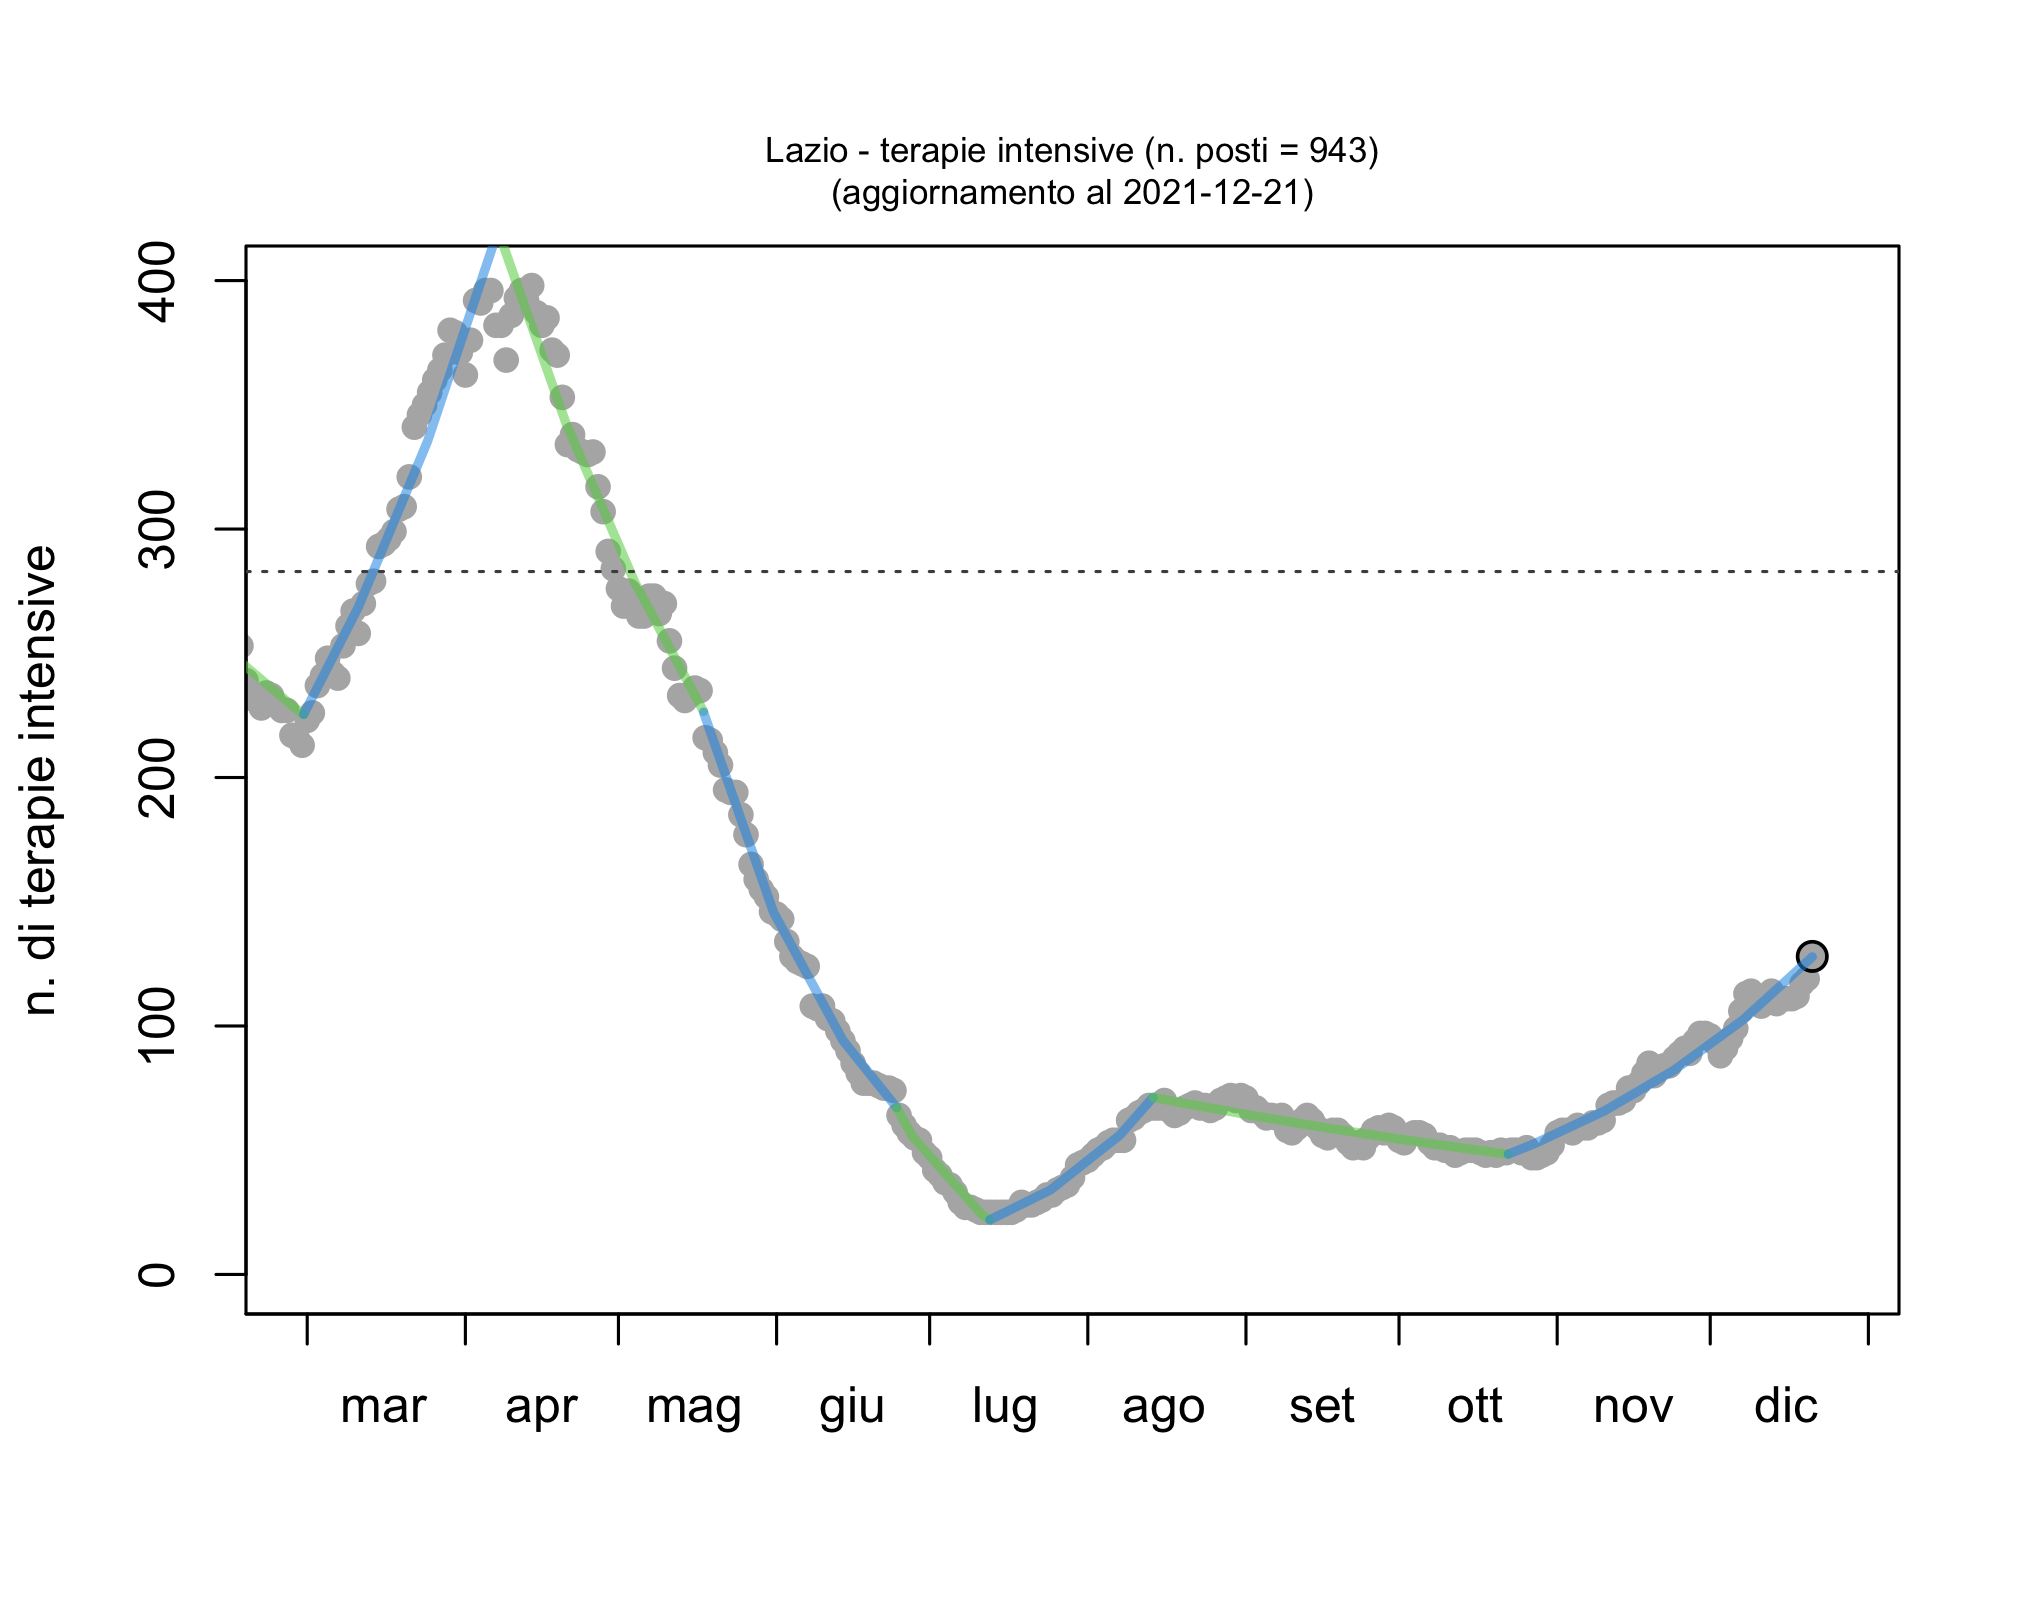 Lazio - terapie intensive (n. posti = 943)
(aggiornamento al 2021-12-21)
n. di terapie intensive
400
300
200
100
0
mar apr mag giu lug ago set ott nov dic